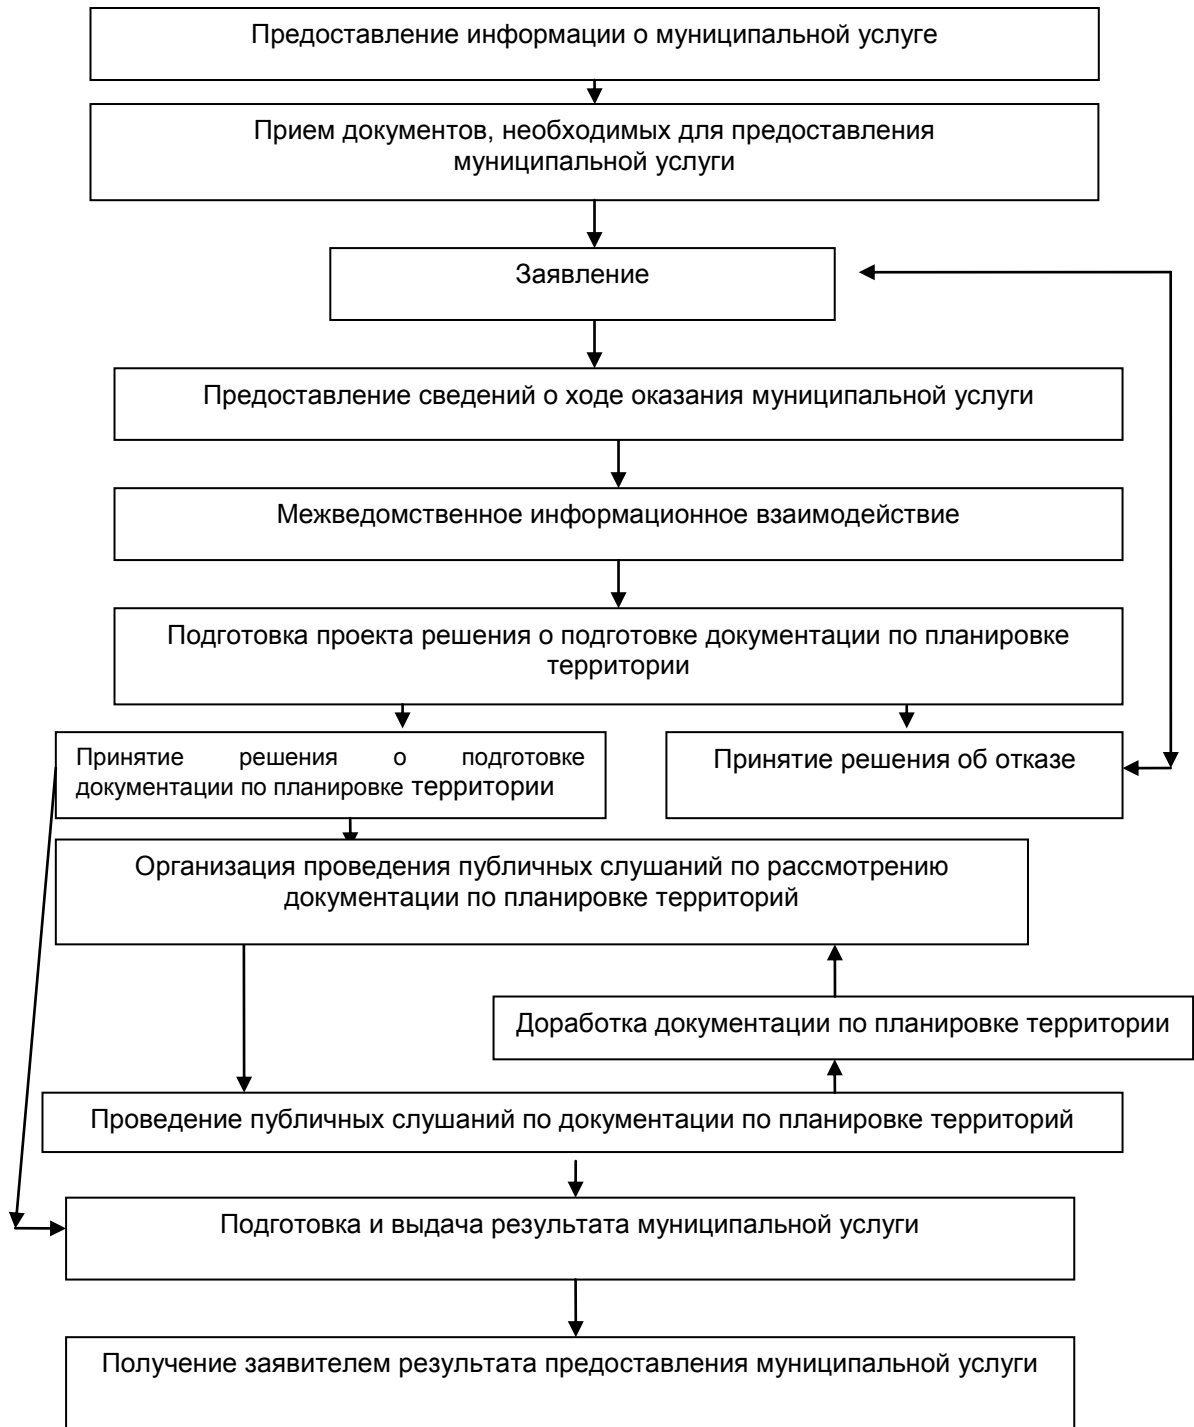 Предоставление информации о муниципальной услуге
Прием документов, необходимых для предоставления
муниципальной услуги
Заявление
Предоставление сведений о ходе оказания муниципальной услуги
Межведомственное информационное взаимодействие
Подготовка проекта решения о подготовке документации по планировке
территории
Принятие решения о подготовке
документации по планировке территории
Принятие решения об отказе
Организация проведения публичных слушаний по рассмотрению
документации по планировке территорий
Доработка документации по планировке территории
Проведение публичных слушаний по документации по планировке территорий
Подготовка и выдача результата муниципальной услуги
Получение заявителем результата предоставления муниципальной услуги